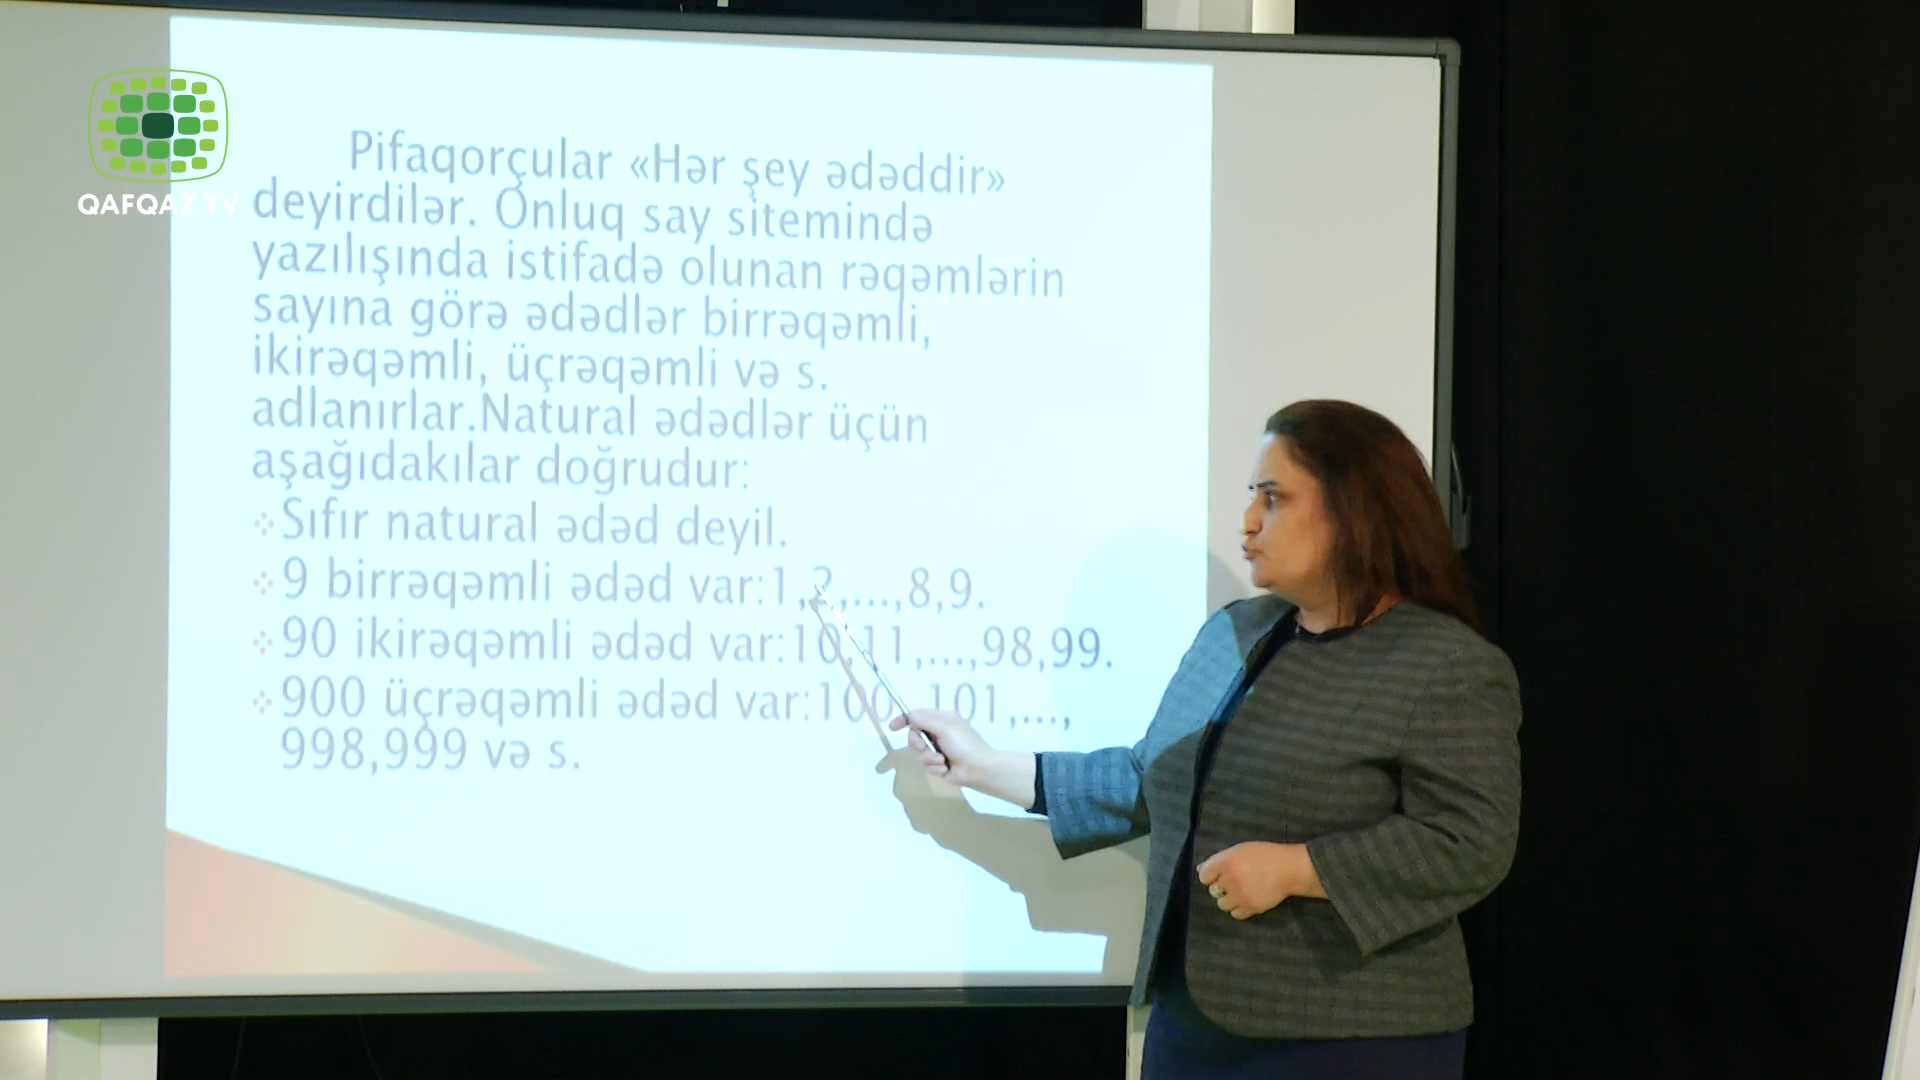 QAFQAZ TV
Pifaqorçular «Hər şey ədəddir»
deyirdilər. Onluq say sitemində
yazılışında istifadə olunan rəqəmlərin
sayına görə ədədlər birrəqəmli,
ikirəqəmli, üçrəqəmli və s.
adlanırlar.Natural ədədlər üçün
aşağıdakılar doğrudur:
Sıfır natural ədəd deyil.
9 birrəqəmli ədəd var:1,2,...,8,9.
90 ikirəqəmli ədəd var:10,11,...,98,99.
900 üçrəqəmli ədəd var:100, 101,...,
998,999 və s.